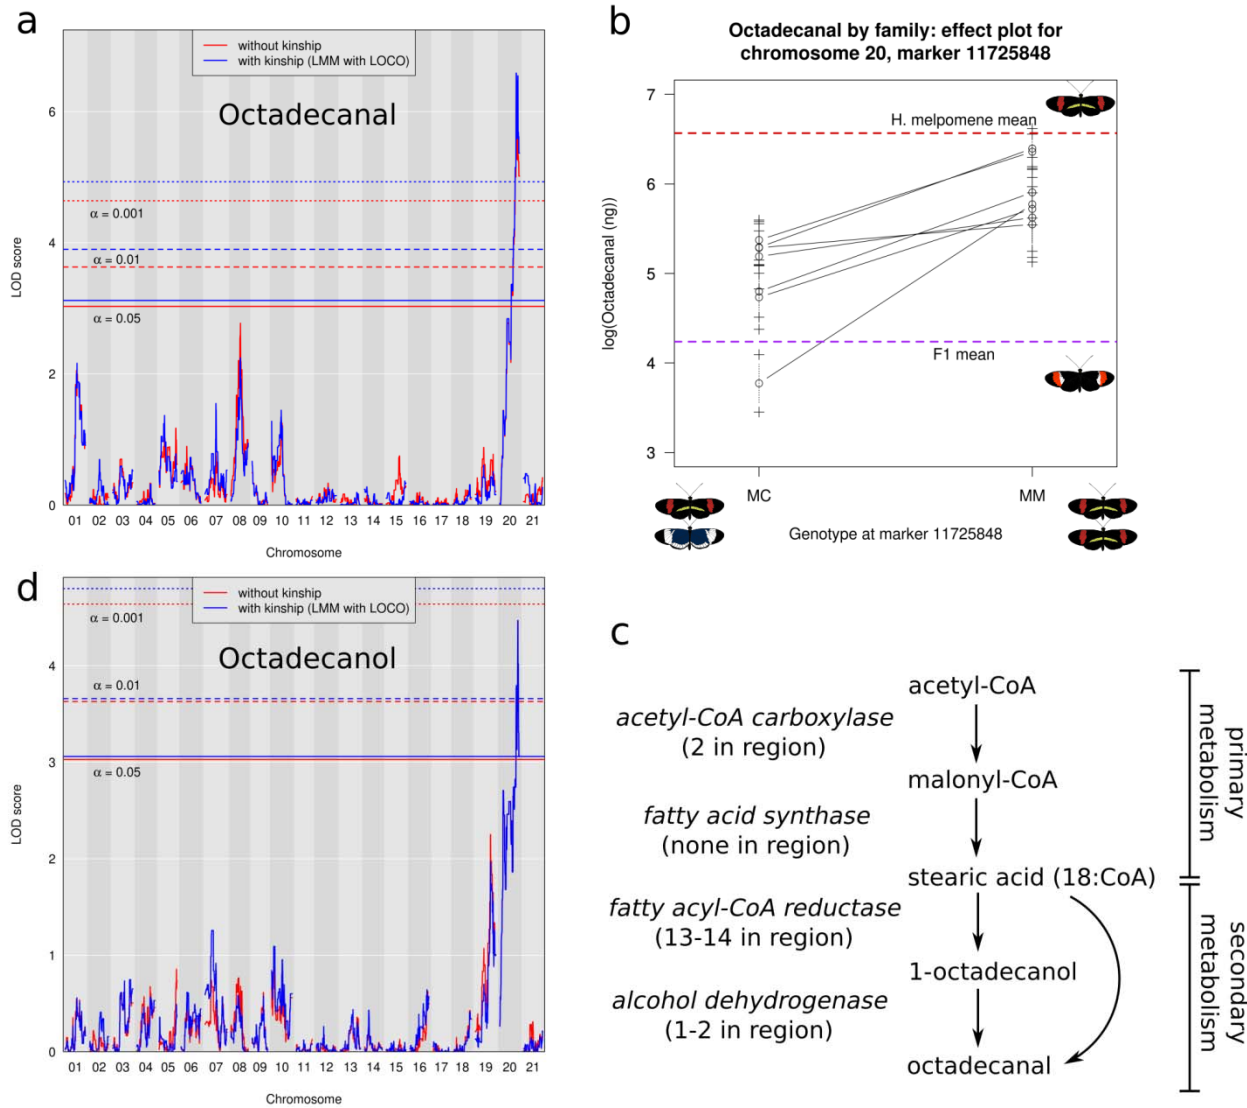 a
without kinship
with kinship (LMM with LOCO)
Octadecanal
α = 0.001
α = 0.01
α = 0.05
LOD score
6
4
2
0
01 02 03 04 05 06 07 08 09 10 11 12 13 14 15 16 17 18 19 20 21
Chromosome
b
Octadecanal by family: effect plot for
chromosome 20, marker 11725848
H. melpomene mean
F1 mean
log(Octadecanal (ng))
7
6
5
4
3
MC
MM
Genotype at marker 11725848
d
without kinship
with kinship (LMM with LOCO)
Octadecanol
α = 0.001
α = 0.01
α = 0.05
LOD score
4
3
2
1
0
01 02 03 04 05 06 07 08 09 10 11 12 13 14 15 16 17 18 19 20 21
Chromosome
c
acetyl-CoA
acetyl-CoA carboxylase
(2 in region)
malonyl-CoA
fatty acid synthase
(none in region)
stearic acid (18:CoA)
fatty acyl-CoA reductase
(13-14 in region)
1-octadecanol
alcohol dehydrogenase
(1-2 in region)
octadecanal
primary
metabolism
secondary
metabolism